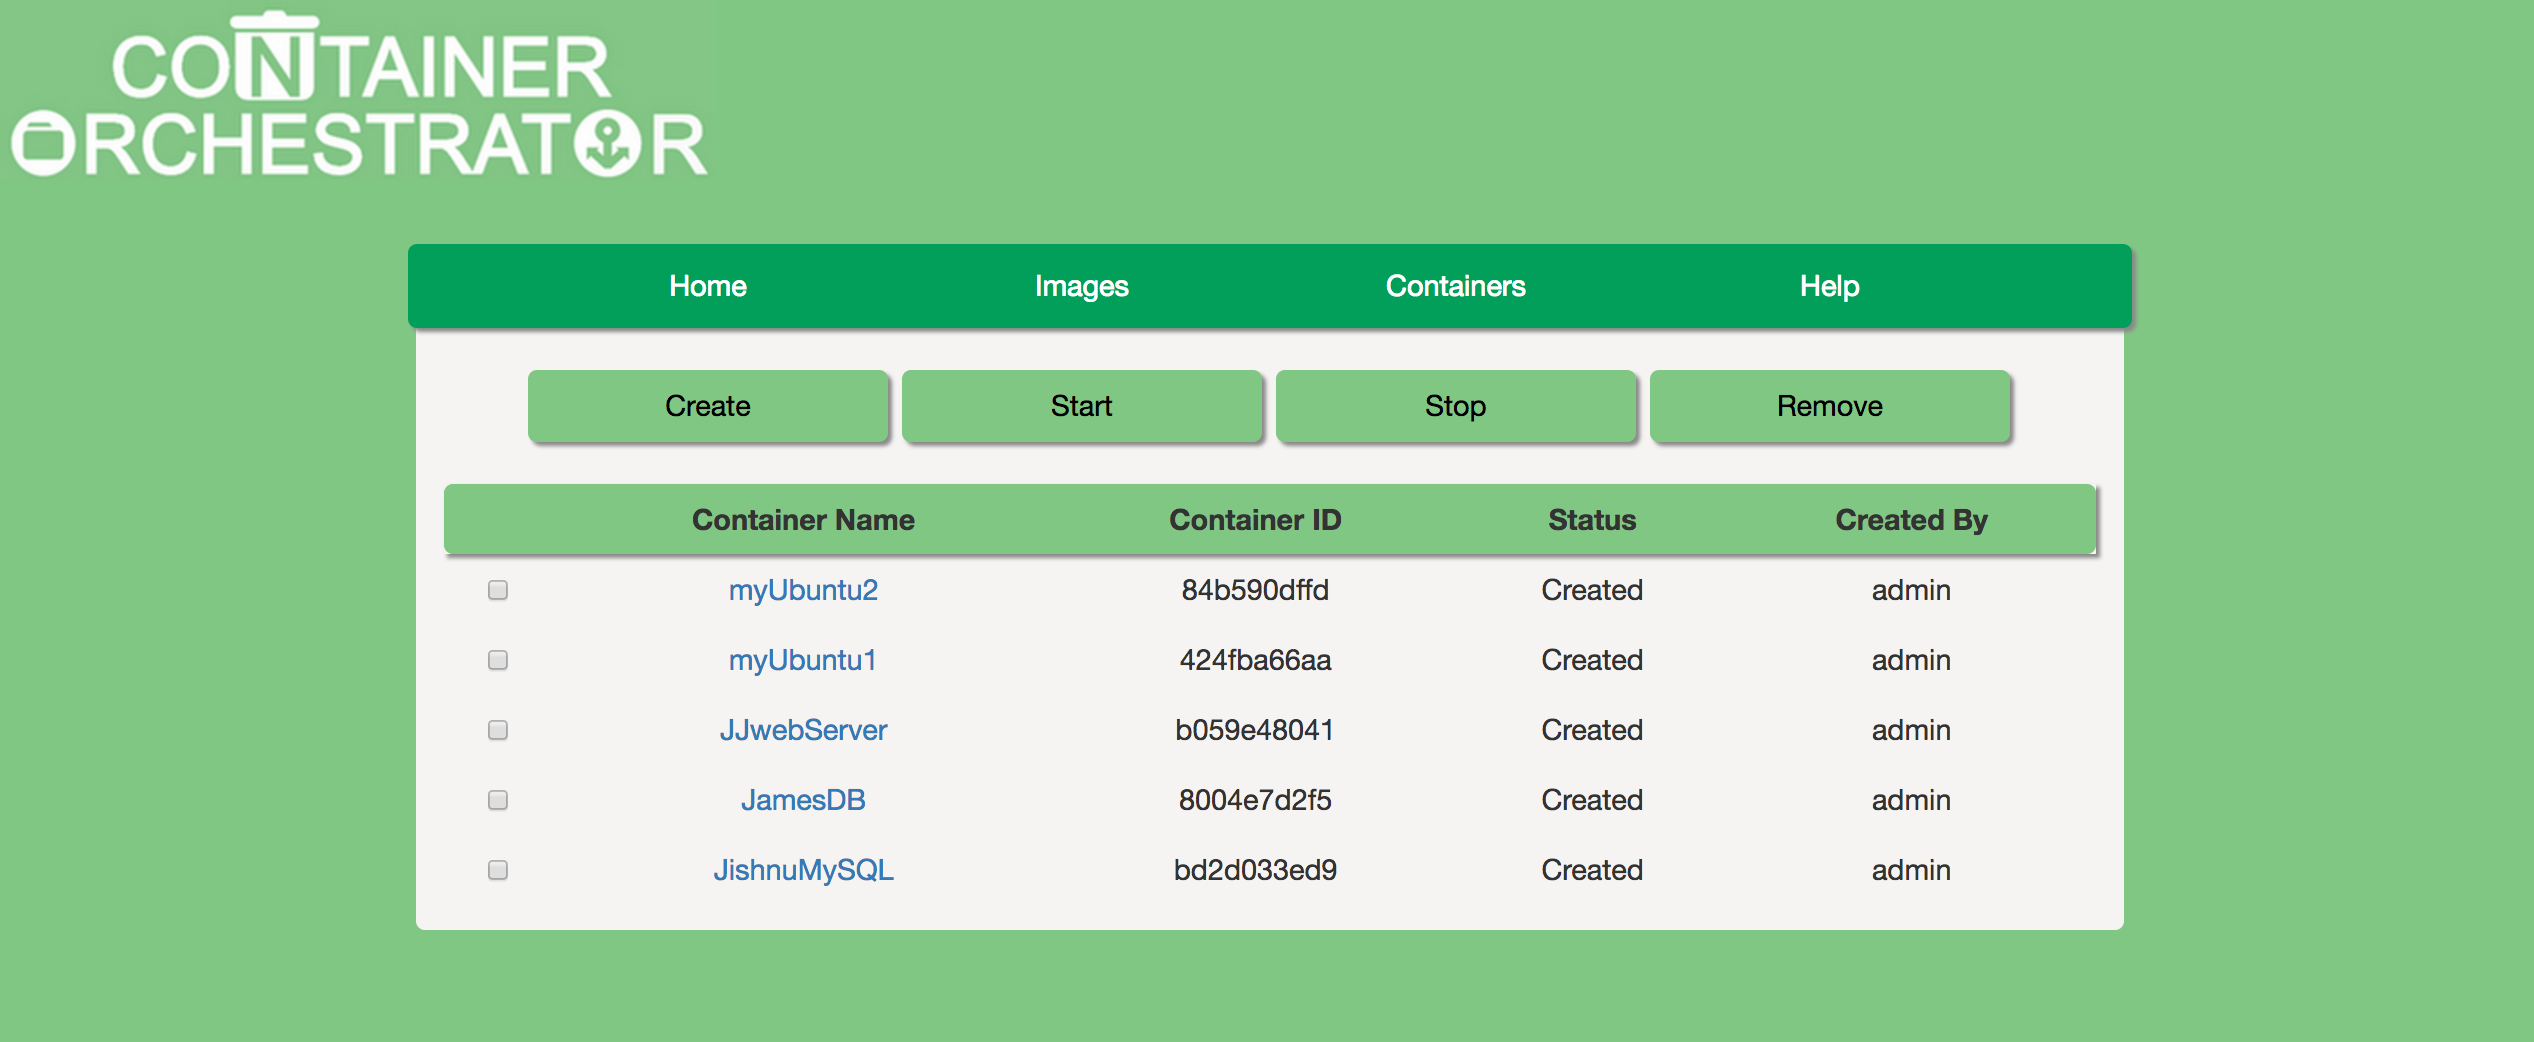 CONTAINER
ORCHESTRATOR
Home Images Containers Help
Create Start Stop Remove
Container Name Container ID Status Created By
myUbuntu2 84b590dffd Created admin
myUbuntu1 424fba66aa Created admin
JJwebServer b059e48041 Created admin
JamesDB 8004e7d2f5 Created admin
JishnuMySQL bd2d033ed9 Created admin